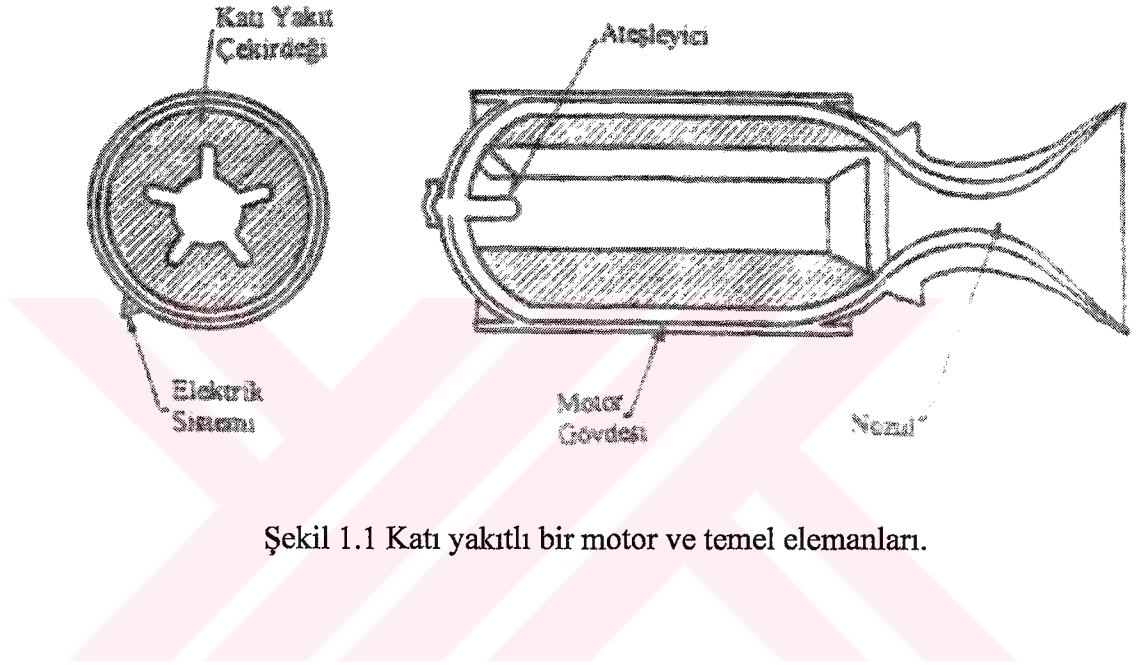 Katı Yakıt
Çekirdeği
Ateşleyici
Elektrik
Sistemi
Motor
Gövdesi
Nozul
Şekil 1.1 Katı yakıtlı bir motor ve temel elemanları.